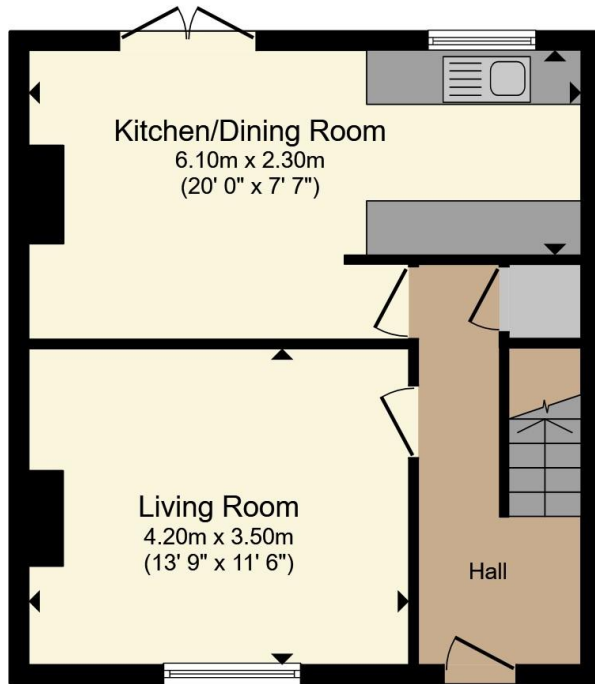 Kitchen/Dining Room
6.10m x 2.30m
(20' 0" x 7' 7")
Living Room
4.20m x 3.50m
(13' 9" x 11' 6")
Hall